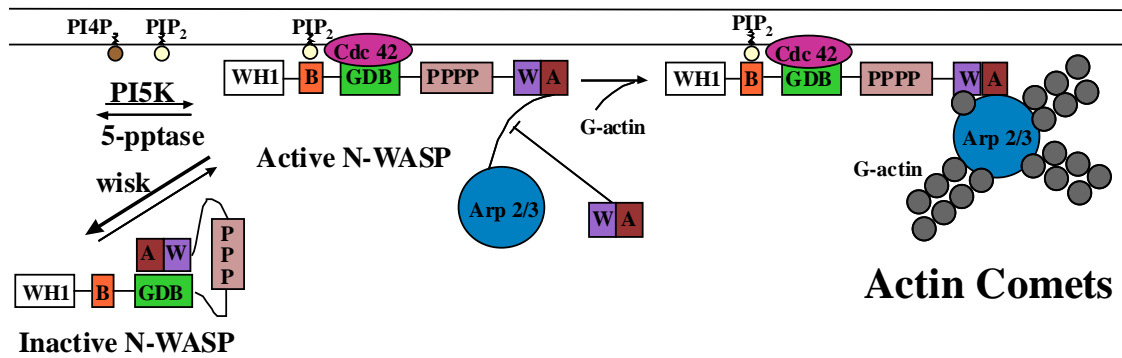 PI4P,
PIP2
PIP2
PIP2
Cdc 42
Cdc 42
WH1 B GDB PPPP W A
WH1 B GDB PPPP W A
PI5K
5-pptase
G-actin
Active N-WASP
wisk
Arp 2/3
W A
Arp 2/3
G-actin
A W
P
P
P
WH1 B GDB
Actin Comets
Inactive N-WASP